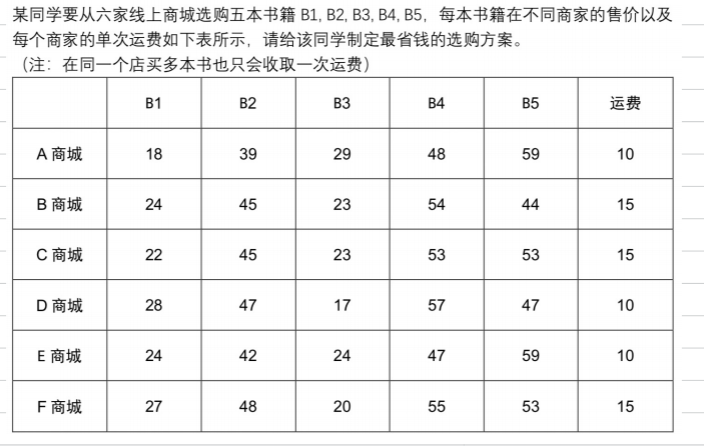 某同学要从六家线上商城选购五本书籍 B1, B2, B3, B4, B5，每本书籍在不同商家的售价以及
每个商家的单次运费如下表所示，请给该同学制定最省钱的选购方案。
（注：在同一个店买多本书也只会收取一次运费）
B1 B2 B3 B4 B5 运费
A 商城 18 39 29 48 59 10
B 商城 24 45 23 54 44 15
C 商城 22 45 23 53 53 15
D 商城 28 47 17 57 47 10
E 商城 24 42 24 47 59 10
F 商城 27 48 20 55 53 15